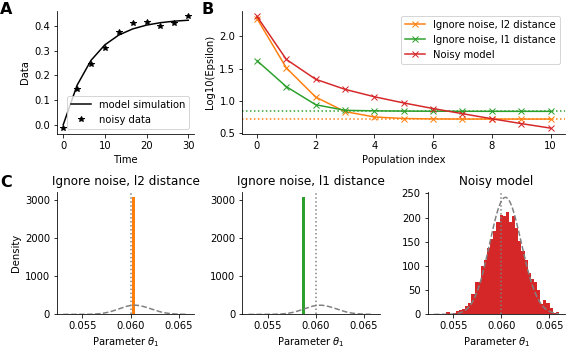 A
B
0.4
0.3
0.2
0.1
0.0
Data
model simulation
noisy data
0
10
20
30
Time
2.0
1.5
1.0
0.5
Log10(Epsilon)
Ignore noise, l2 distance
Ignore noise, l1 distance
Noisy model
0
2
4
6
8
10
Population index
C
Ignore noise, l2 distance
3000
2000
1000
0
Density
0.055
0.060
0.065
Parameter θ₁
Ignore noise, l1 distance
3000
2000
1000
0
0.055
0.060
0.065
Parameter θ₁
Noisy model
250
200
150
100
50
0
0.055
0.060
0.065
Parameter θ₁